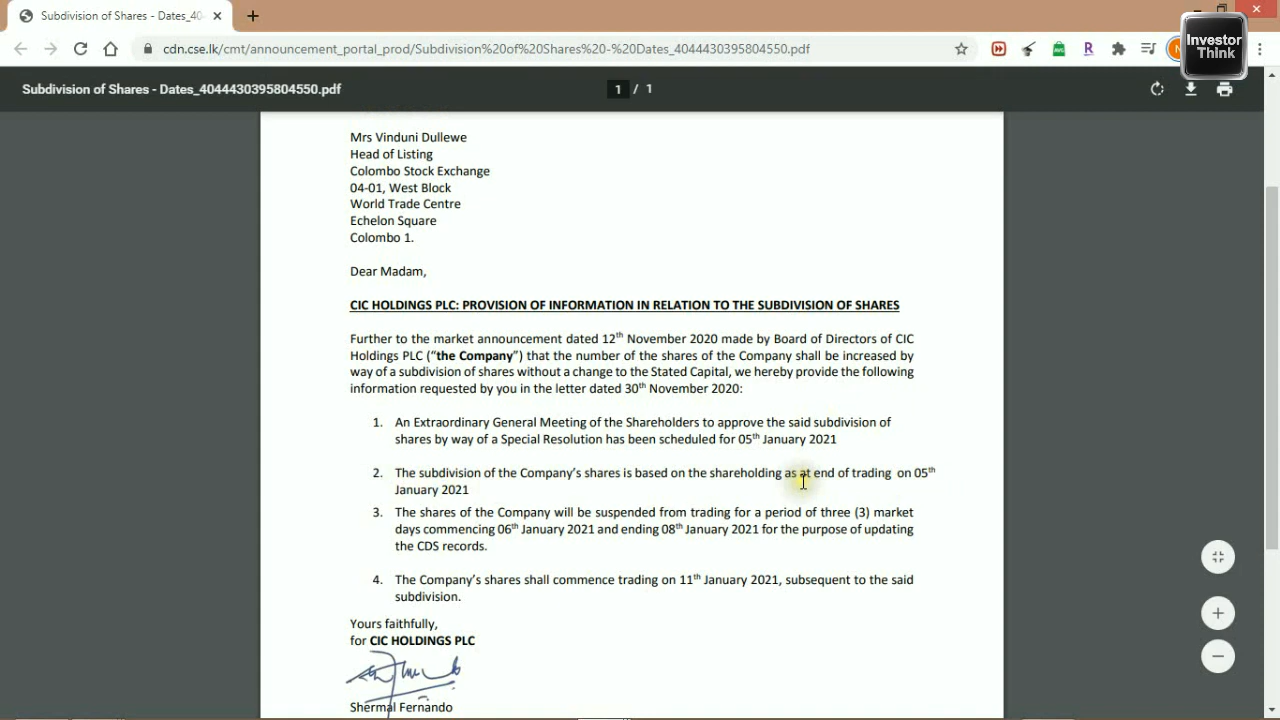 Subdivision of Shares - Dates_40
Investor
Think
cdn.cse.lk/cmt/announcement_portal_prod/Subdivision%20of%20Shares%20-%20Dates_4044430395804550.pdf
Subdivision of Shares - Dates_4044430395804550.pdf
1 / 1
Mrs Vinduni Dullewe
Head of Listing
Colombo Stock Exchange
04-01, West Block
World Trade Centre
Echelon Square
Colombo 1.
Dear Madam,
CIC HOLDINGS PLC: PROVISION OF INFORMATION IN RELATION TO THE SUBDIVISION OF SHARES
Further to the market announcement dated 12th November 2020 made by Board of Directors of CIC
Holdings PLC (“the Company”) that the number of the shares of the Company shall be increased by
way of a subdivision of shares without a change to the Stated Capital, we hereby provide the following
information requested by you in the letter dated 30th November 2020:
1. An Extraordinary General Meeting of the Shareholders to approve the said subdivision of
shares by way of a Special Resolution has been scheduled for 05th January 2021
2. The subdivision of the Company’s shares is based on the shareholding as at end of trading on 05th
January 2021
3. The shares of the Company will be suspended from trading for a period of three (3) market
days commencing 06th January 2021 and ending 08th January 2021 for the purpose of updating
the CDS records.
4. The Company’s shares shall commence trading on 11th January 2021, subsequent to the said
subdivision.
Yours faithfully,
for CIC HOLDINGS PLC
Shermal Fernando